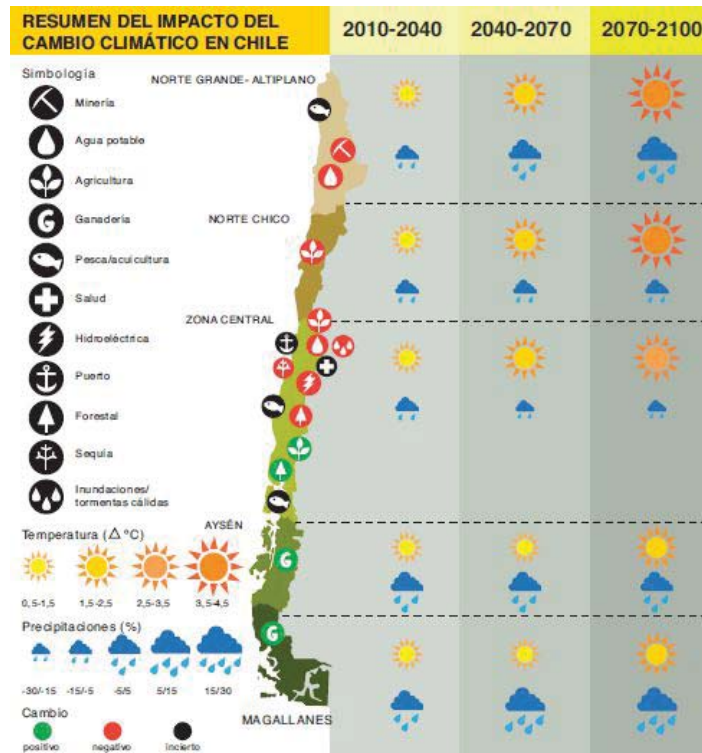 RESUMEN DEL IMPACTO DEL
CAMBIO CLIMÁTICO EN CHILE
2010-2040
2040-2070
2070-2100
Simbología
Minería
Agua potable
Agricultura
Ganadería
Pesca/acuicultura
Salud
Hidroeléctrica
Puerto
Forestal
Sequía
Inundaciones/
tormentas cálidas
NORTE GRANDE- ALTIPLANO
NORTE CHICO
ZONA CENTRAL
AYSÉN
MAGALLANES
Temperatura (△ ºC)
0,5-1,5 1,5-2,5 2,5-3,5 3,5-4,5
Precipitaciones (%)
-30/-15 -15/-5 -5/5 5/15 15/30
Cambio
positivo negativo incierto